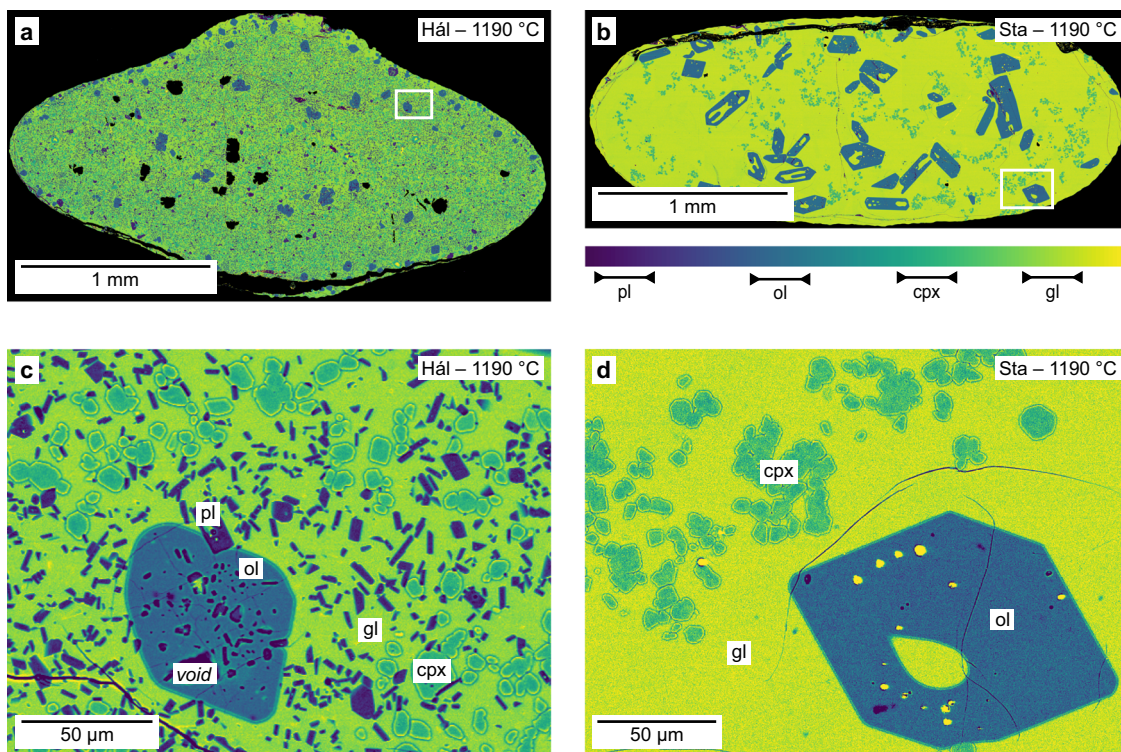 a
Hál – 1190 °C
1 mm
b
Sta – 1190 °C
1 mm
pl
ol
cpx
gl
c
Hál – 1190 °C
pl
ol
gl
void
cpx
50 µm
d
Sta – 1190 °C
cpx
ol
gl
50 µm